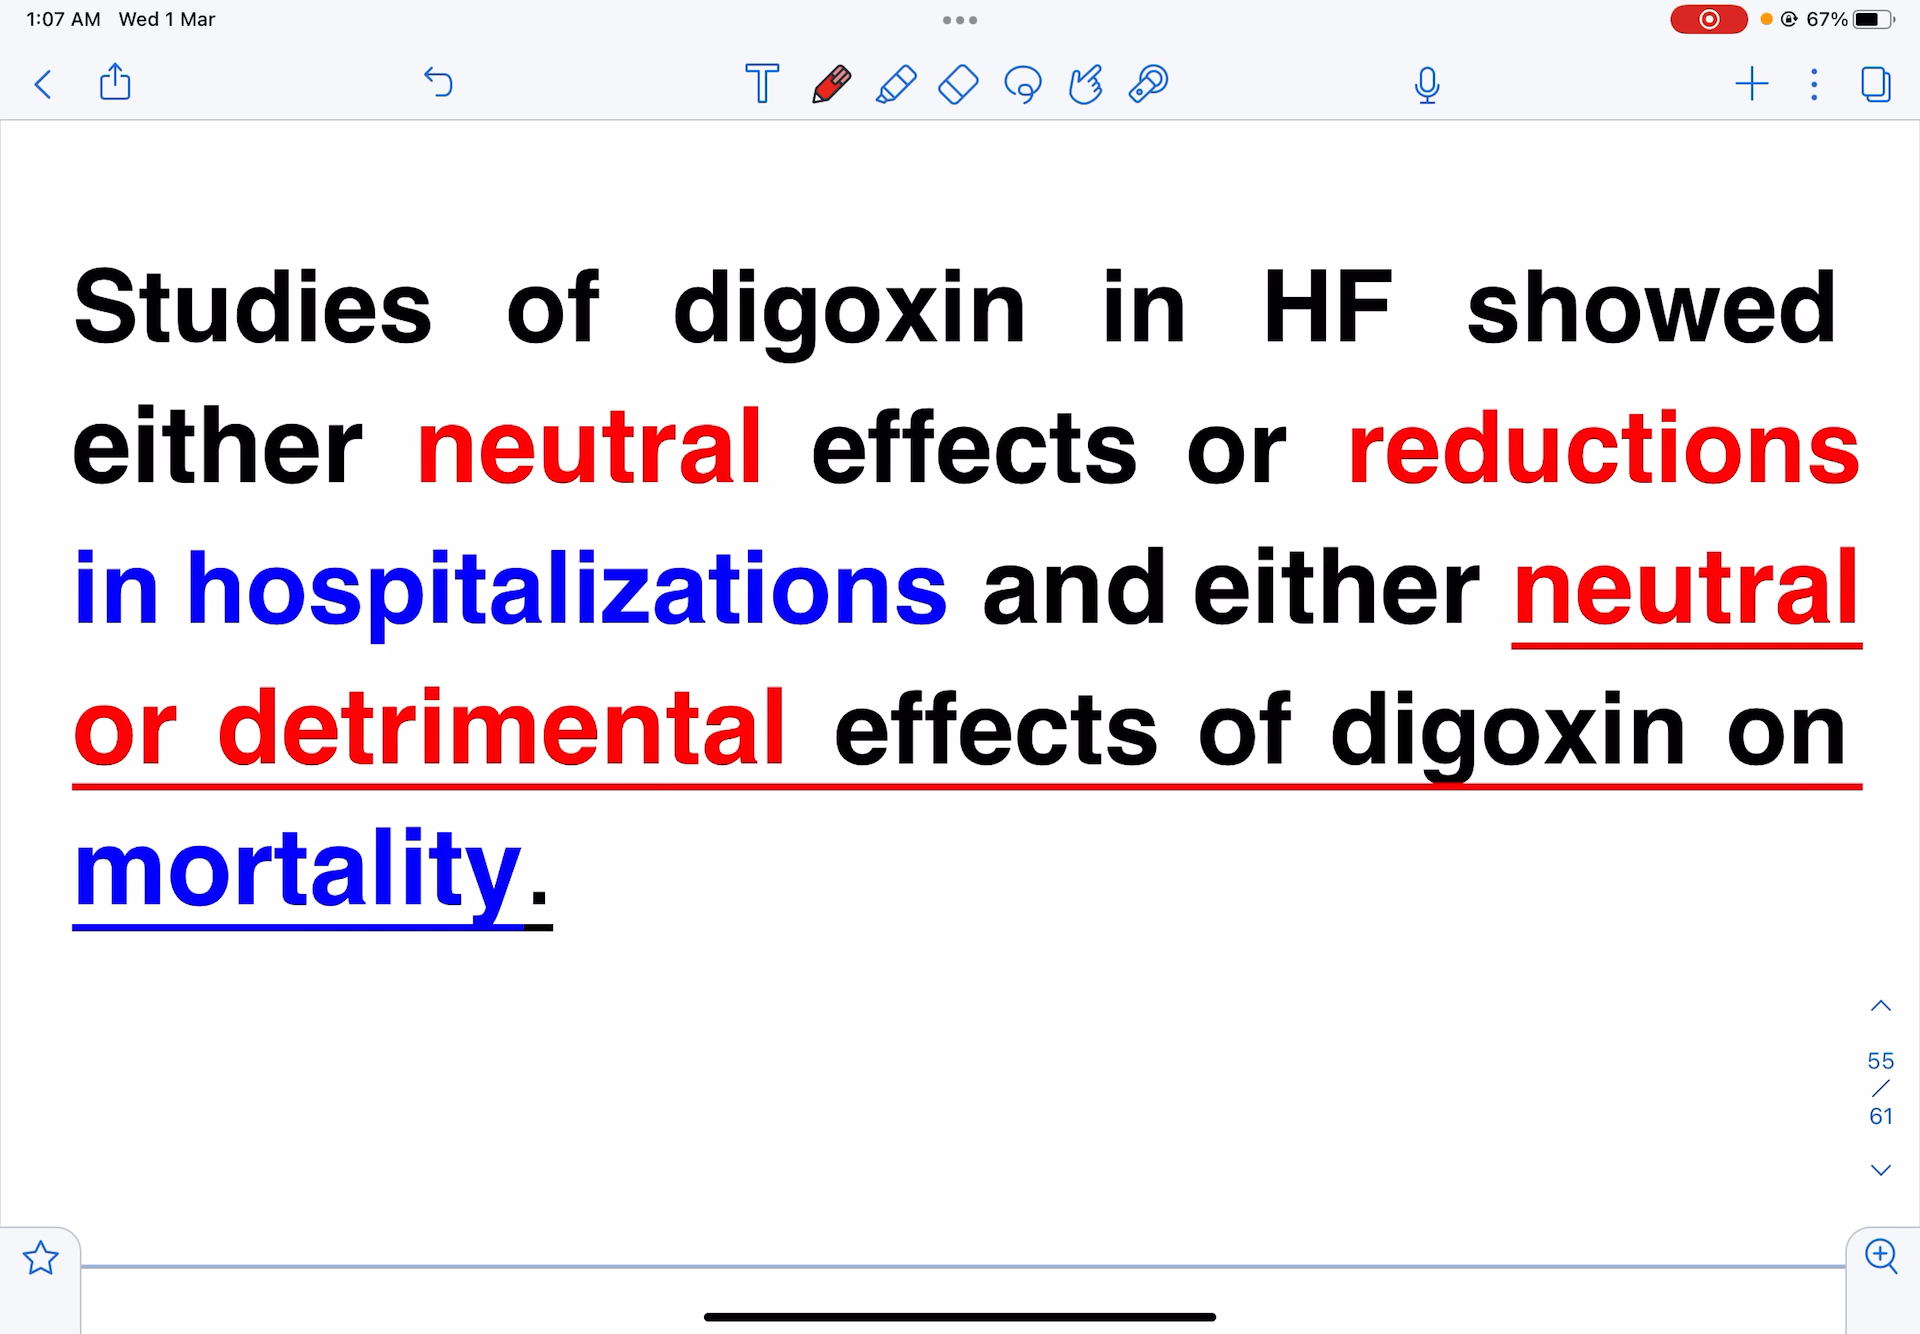 1:07 AM Wed 1 Mar
67%
Studies of digoxin in HF showed
either neutral effects or reductions
in hospitalizations and either neutral
or detrimental effects of digoxin on
mortality.
55
/
61